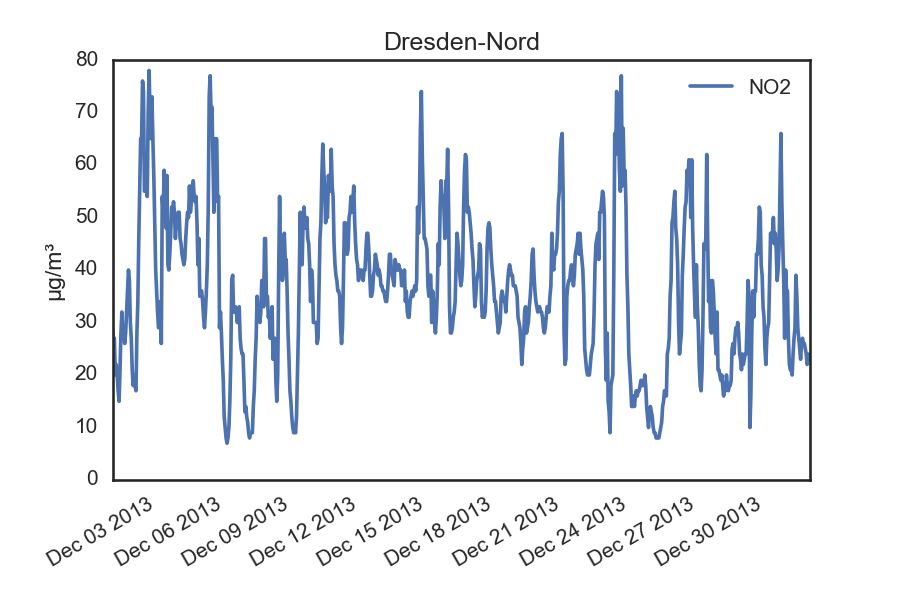 Dresden-Nord
NO2
µg/m³
80
70
60
50
40
30
20
10
0
Dec 03 2013
Dec 06 2013
Dec 09 2013
Dec 12 2013
Dec 15 2013
Dec 18 2013
Dec 21 2013
Dec 24 2013
Dec 27 2013
Dec 30 2013